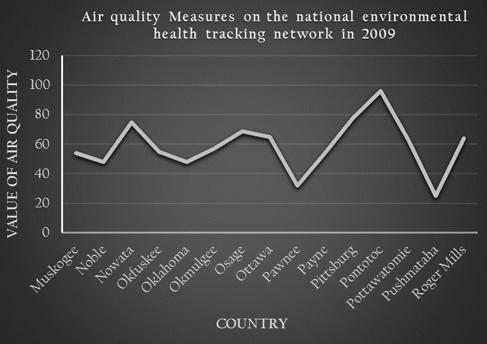 Air quality Measures on the national environmental
health tracking network in 2009
VALUE OF AIR QUALITY
120
100
80
60
40
20
0
Muskogee
Noble
Nowata
Okfuskee
Oklahoma
Okmulgee
Osage
Ottawa
Pawnee
Payne
Pittsburg
Pontotoc
Pottawatomie
Pushmataha
Roger Mills
COUNTRY